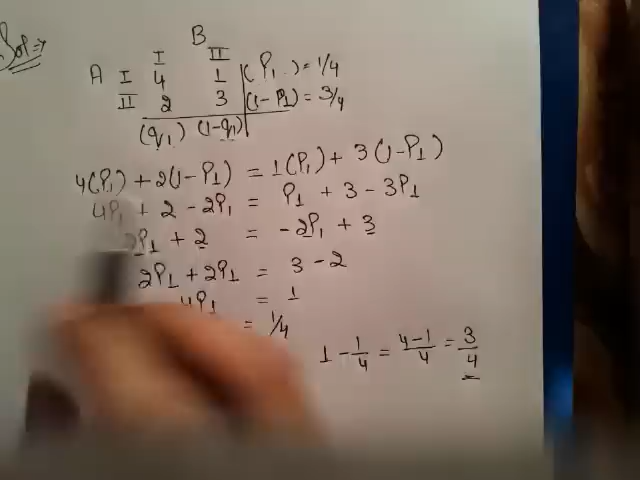 Sol⇒
B
I II
A I 4 1 (P1) = 1/4
II 2 3 (1-P1) = 3/4
(q1) (1-q1)
4(P1) + 2(1-P1) = 1(P1) + 3(1-P1)
4P1 + 2 - 2P1 = P1 + 3 - 3P1
2P1 + 2 = -2P1 + 3
2P1 + 2P1 = 3 - 2
4P1 = 1
= 1/4
1 - 1/4 = 4-1/4 = 3/4